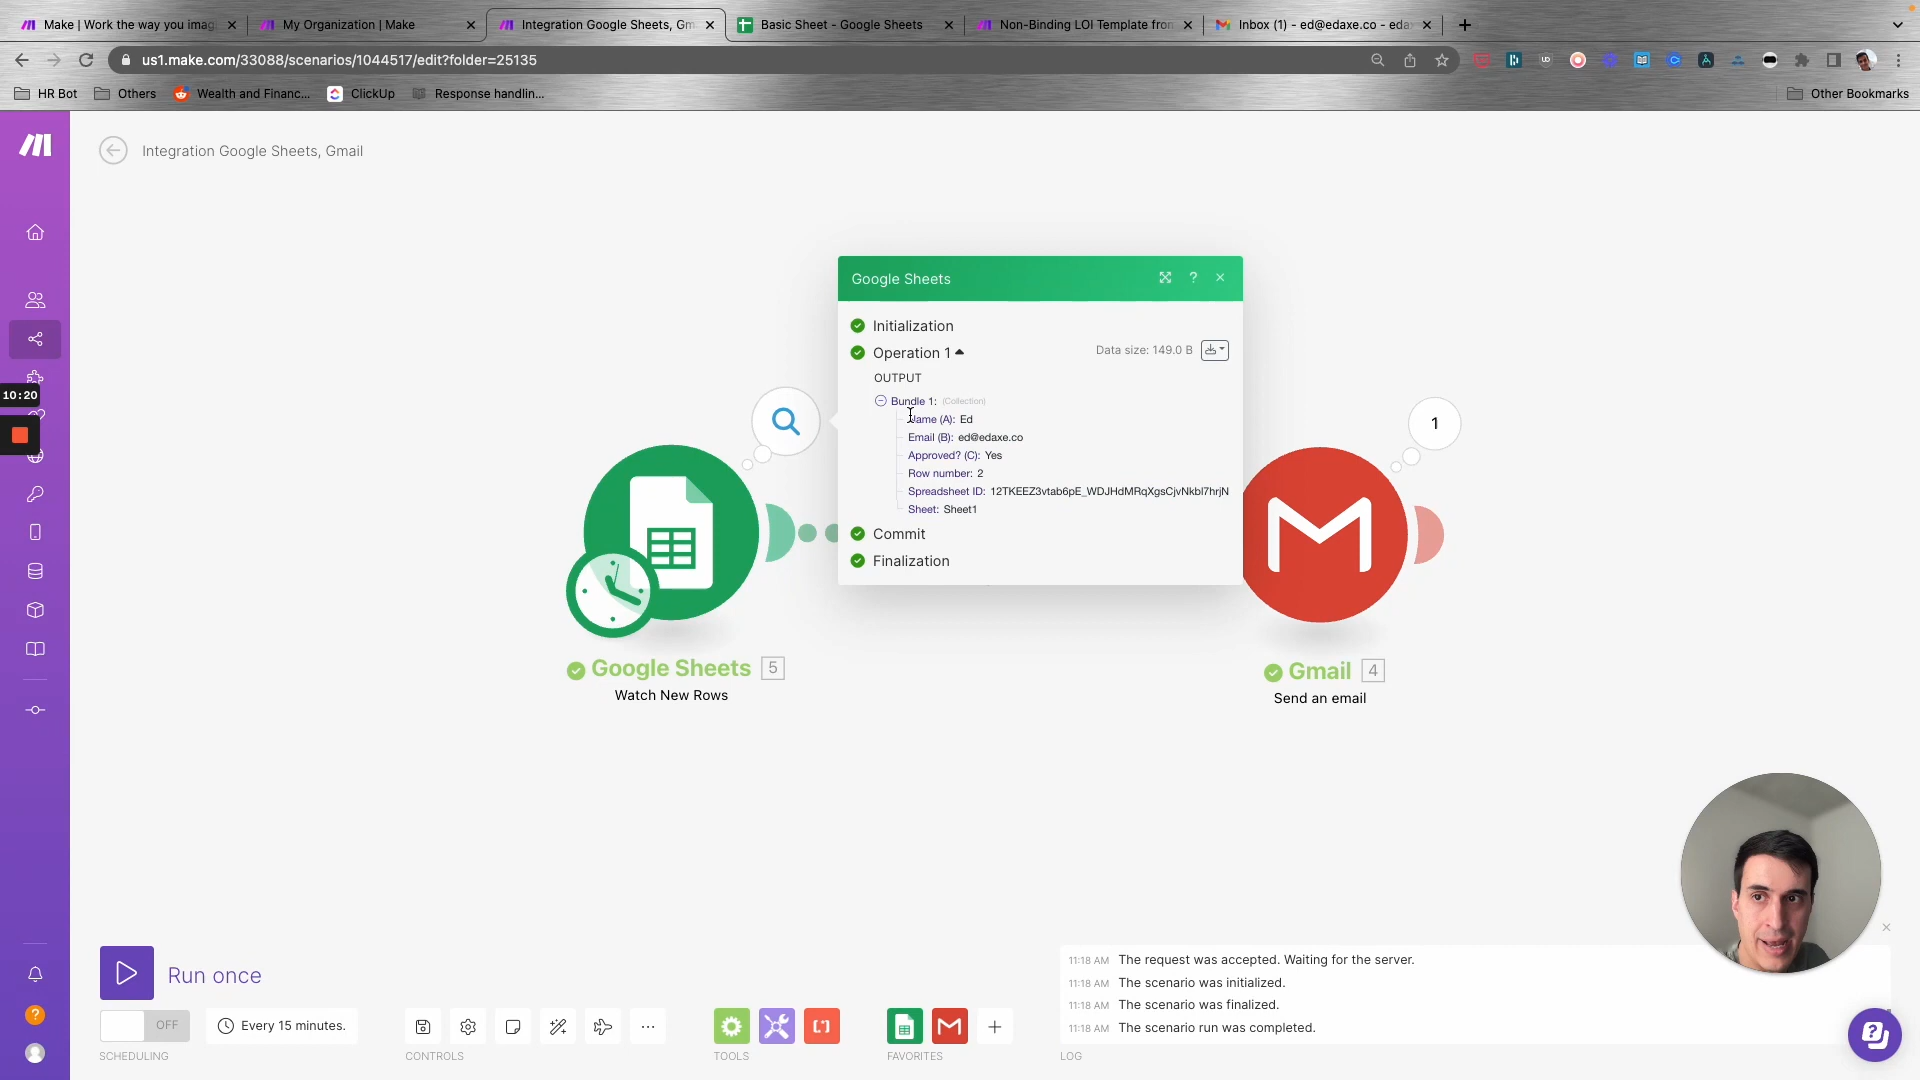 Make | Work the way you imag
My Organization | Make
Integration Google Sheets, Gm
Basic Sheet - Google Sheets
Non-Binding LOI Template from
Inbox (1) - ed@edaxe.co - edax
us1.make.com/33088/scenarios/1044517/edit?folder=25135
HR Bot
Others
Wealth and Financ...
ClickUp
Response handlin...
Other Bookmarks
Integration Google Sheets, Gmail
Google Sheets
?
Initialization
Operation 1
Data size: 149.0 B
OUTPUT
Bundle 1: (Collection)
Name (A): Ed
Email (B): ed@edaxe.co
Approved? (C): Yes
Row number: 2
Spreadsheet ID: 12TKEEZ3vtab6pE_WDJHdMRqXgsCjvNkbl7hrjN
Sheet: Sheet1
Commit
Finalization
10:20
1
Google Sheets 5
Watch New Rows
Gmail 4
Send an email
Run once
OFF
Every 15 minutes.
SCHEDULING
CONTROLS
TOOLS
FAVORITES
11:18 AM The request was accepted. Waiting for the server.
11:18 AM The scenario was initialized.
11:18 AM The scenario was finalized.
11:18 AM The scenario run was completed.
LOG
?